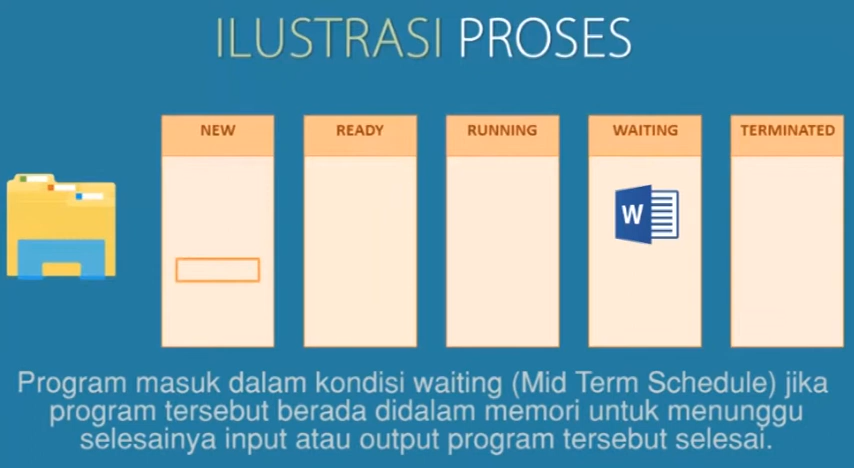 ILUSTRASI PROSES
NEW
READY
RUNNING
WAITING
TERMINATED
W
Program masuk dalam kondisi waiting (Mid Term Schedule) jika
program tersebut berada didalam memori untuk menunggu
selesainya input atau output program tersebut selesai.